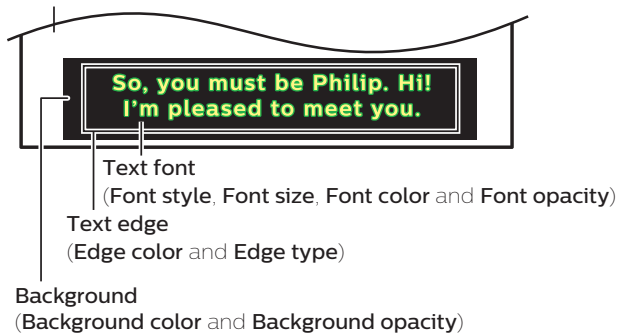 So, you must be Philip. Hi!
I'm pleased to meet you.
Text font
(Font style, Font size, Font color and Font opacity)
Text edge
(Edge color and Edge type)
Background
(Background color and Background opacity)